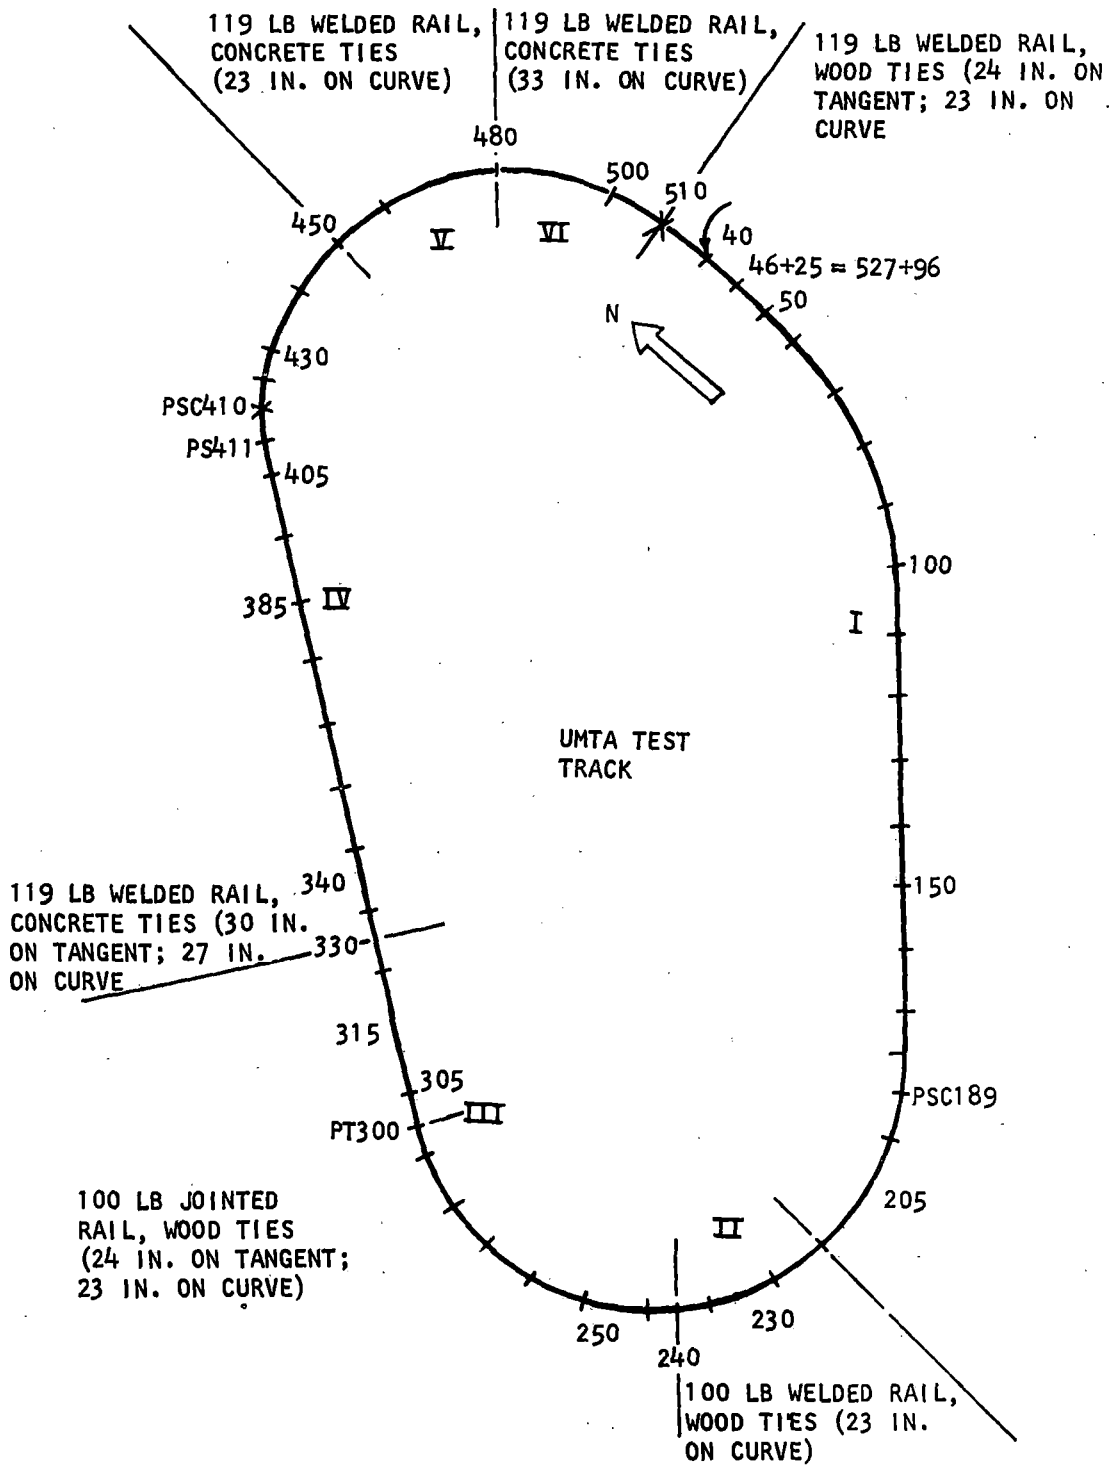 119 LB WELDED RAIL,
CONCRETE TIES
(23 IN. ON CURVE)
119 LB WELDED RAIL,
CONCRETE TIES
(33 IN. ON CURVE)
119 LB WELDED RAIL,
WOOD TIES (24 IN. ON
TANGENT; 23 IN. ON
CURVE
480
500
510
450
V
VI
40
46+25 = 527+96
50
N
430
PSC410
PS411
405
100
385
IV
I
UMTA TEST
TRACK
340
150
119 LB WELDED RAIL,
CONCRETE TIES (30 IN.
ON TANGENT; 27 IN.
ON CURVE
330
315
305
PSC189
III
PT300
100 LB JOINTED
RAIL, WOOD TIES
(24 IN. ON TANGENT;
23 IN. ON CURVE)
205
II
230
250
240
100 LB WELDED RAIL,
WOOD TIES (23 IN.
ON CURVE)